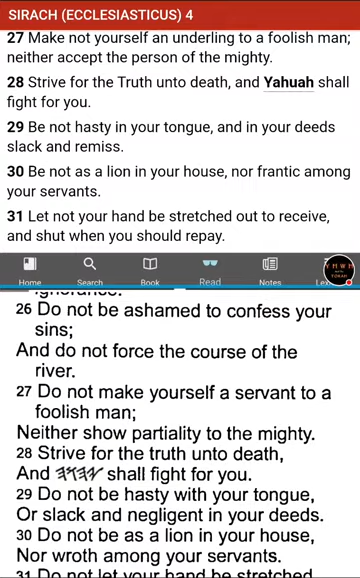 SIRACH (ECCLESIASTICUS) 4
27 Make not yourself an underling to a foolish man;
neither accept the person of the mighty.
28 Strive for the Truth unto death, and Yahuah shall
fight for you.
29 Be not hasty in your tongue, and in your deeds
slack and remiss.
30 Be not as a lion in your house, nor frantic among
your servants.
31 Let not your hand be stretched out to receive,
and shut when you should repay.
Home Search Book Read Notes
ignorance.
26 Do not be ashamed to confess your
sins;
And do not force the course of the
river.
27 Do not make yourself a servant to a
foolish man;
Neither show partiality to the mighty.
28 Strive for the truth unto death,
And 𐤉𐤄𐤅𐤄 shall fight for you.
29 Do not be hasty with your tongue,
Or slack and negligent in your deeds.
30 Do not be as a lion in your house,
Nor wroth among your servants.
31 Do not let your hand be stretched